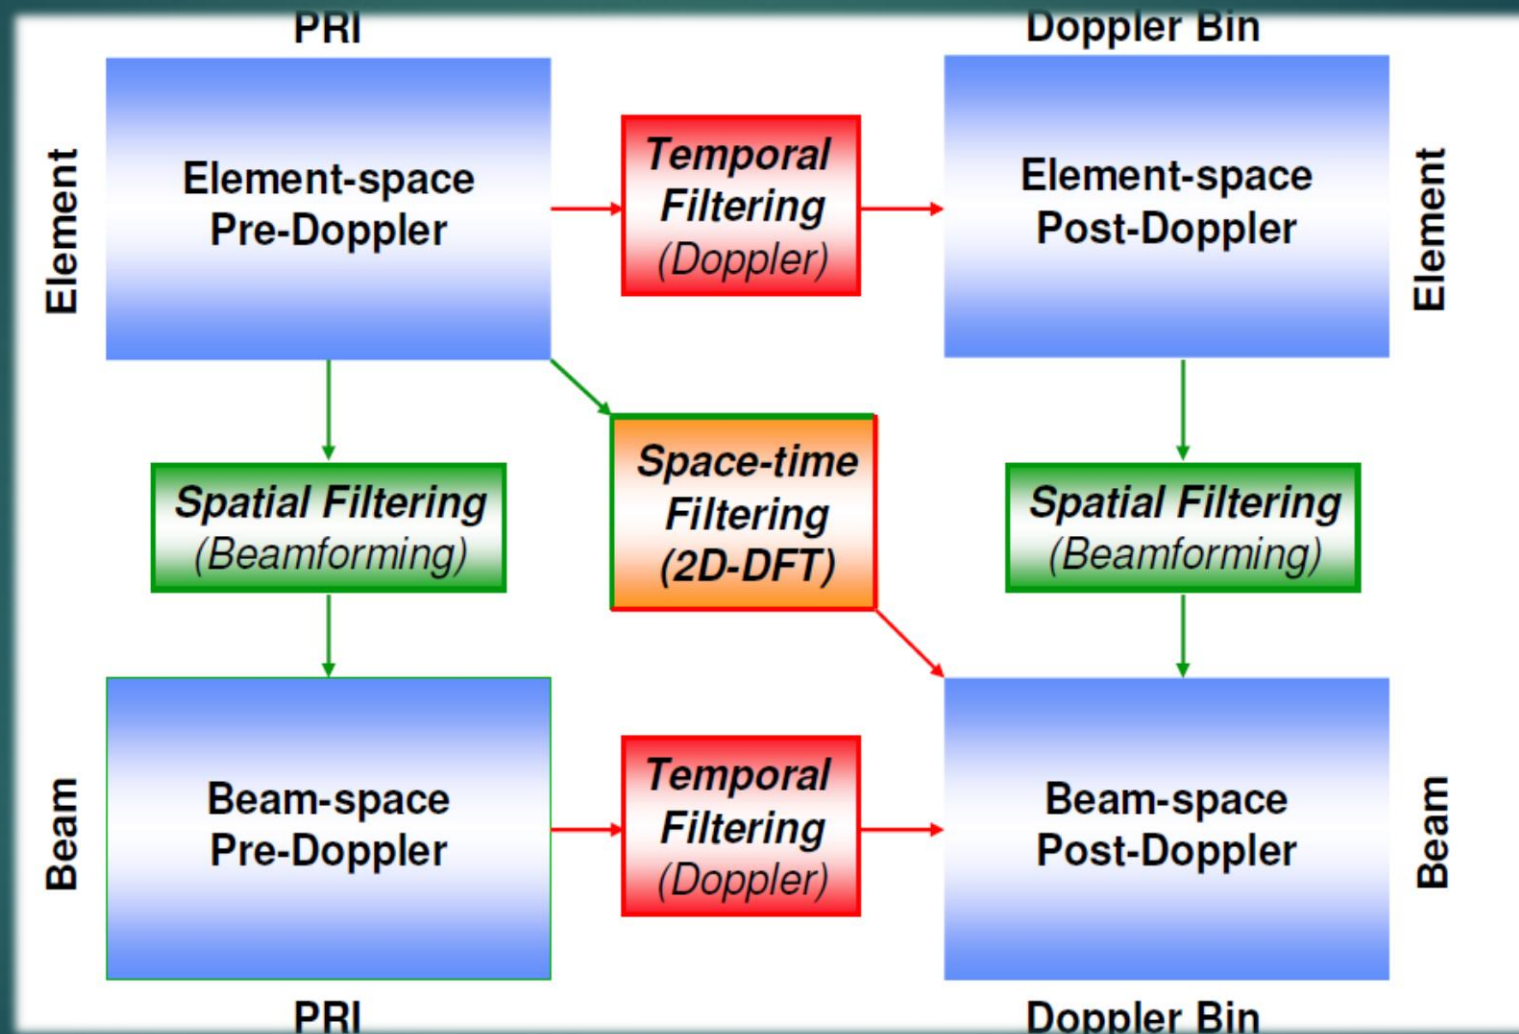 PRI
Doppler Bin
Element
Element-space
Pre-Doppler
Temporal
Filtering
(Doppler)
Element-space
Post-Doppler
Element
Spatial Filtering
(Beamforming)
Space-time
Filtering
(2D-DFT)
Spatial Filtering
(Beamforming)
Beam
Beam-space
Pre-Doppler
Temporal
Filtering
(Doppler)
Beam-space
Post-Doppler
Beam
PRI
Doppler Bin